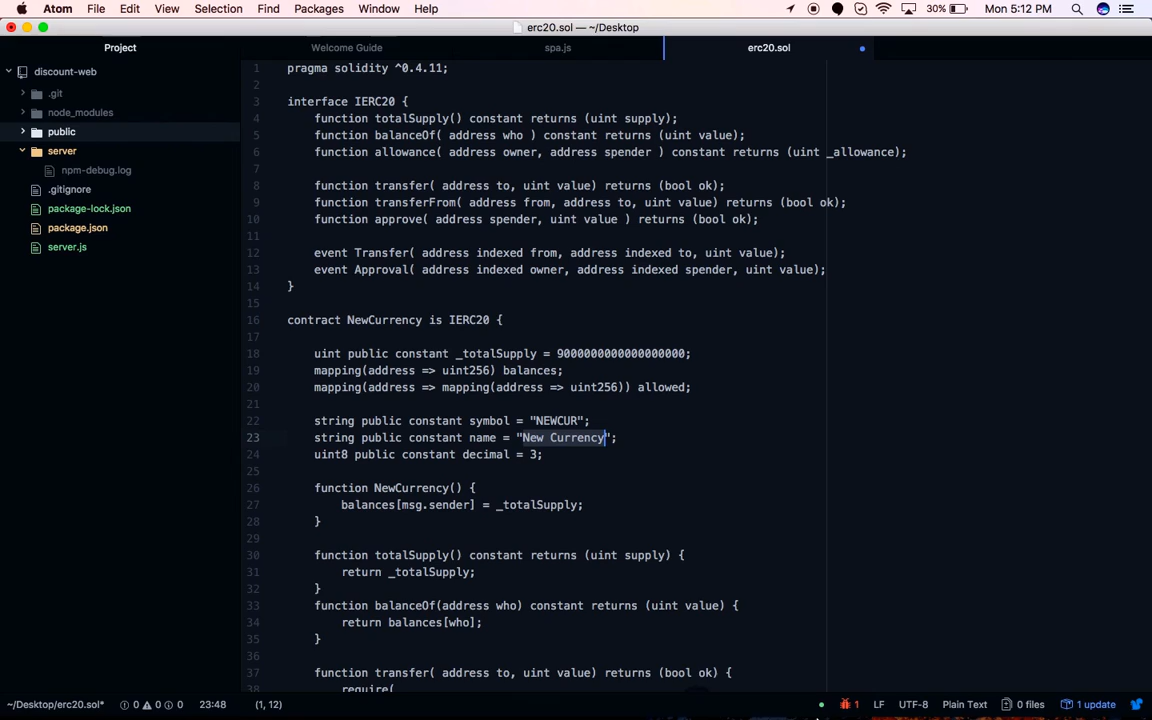 Atom File Edit View Selection Find Packages Window Help 30% Mon 5:12 PM
erc20.sol — ~/Desktop
Project Welcome Guide spa.js erc20.sol
discount-web
.git
node_modules
public
server
npm-debug.log
.gitignore
package-lock.json
package.json
server.js
1 pragma solidity ^0.4.11;
2
3 interface IERC20 {
4 function totalSupply() constant returns (uint supply);
5 function balanceOf( address who ) constant returns (uint value);
6 function allowance( address owner, address spender ) constant returns (uint _allowance);
7
8 function transfer( address to, uint value) returns (bool ok);
9 function transferFrom( address from, address to, uint value) returns (bool ok);
10 function approve( address spender, uint value ) returns (bool ok);
11
12 event Transfer( address indexed from, address indexed to, uint value);
13 event Approval( address indexed owner, address indexed spender, uint value);
14 }
15
16 contract NewCurrency is IERC20 {
17
18 uint public constant _totalSupply = 9000000000000000000;
19 mapping(address => uint256) balances;
20 mapping(address => mapping(address => uint256)) allowed;
21
22 string public constant symbol = "NEWCUR";
23 string public constant name = "New Currency";
24 uint8 public constant decimal = 3;
25
26 function NewCurrency() {
27 balances[msg.sender] = _totalSupply;
28 }
29
30 function totalSupply() constant returns (uint supply) {
31 return _totalSupply;
32 }
33 function balanceOf(address who) constant returns (uint value) {
34 return balances[who];
35 }
36
37 function transfer( address to, uint value) returns (bool ok) {
38 require(
~/Desktop/erc20.sol* 0 0 0 23:48 (1, 12) 1 LF UTF-8 Plain Text 0 files 1 update